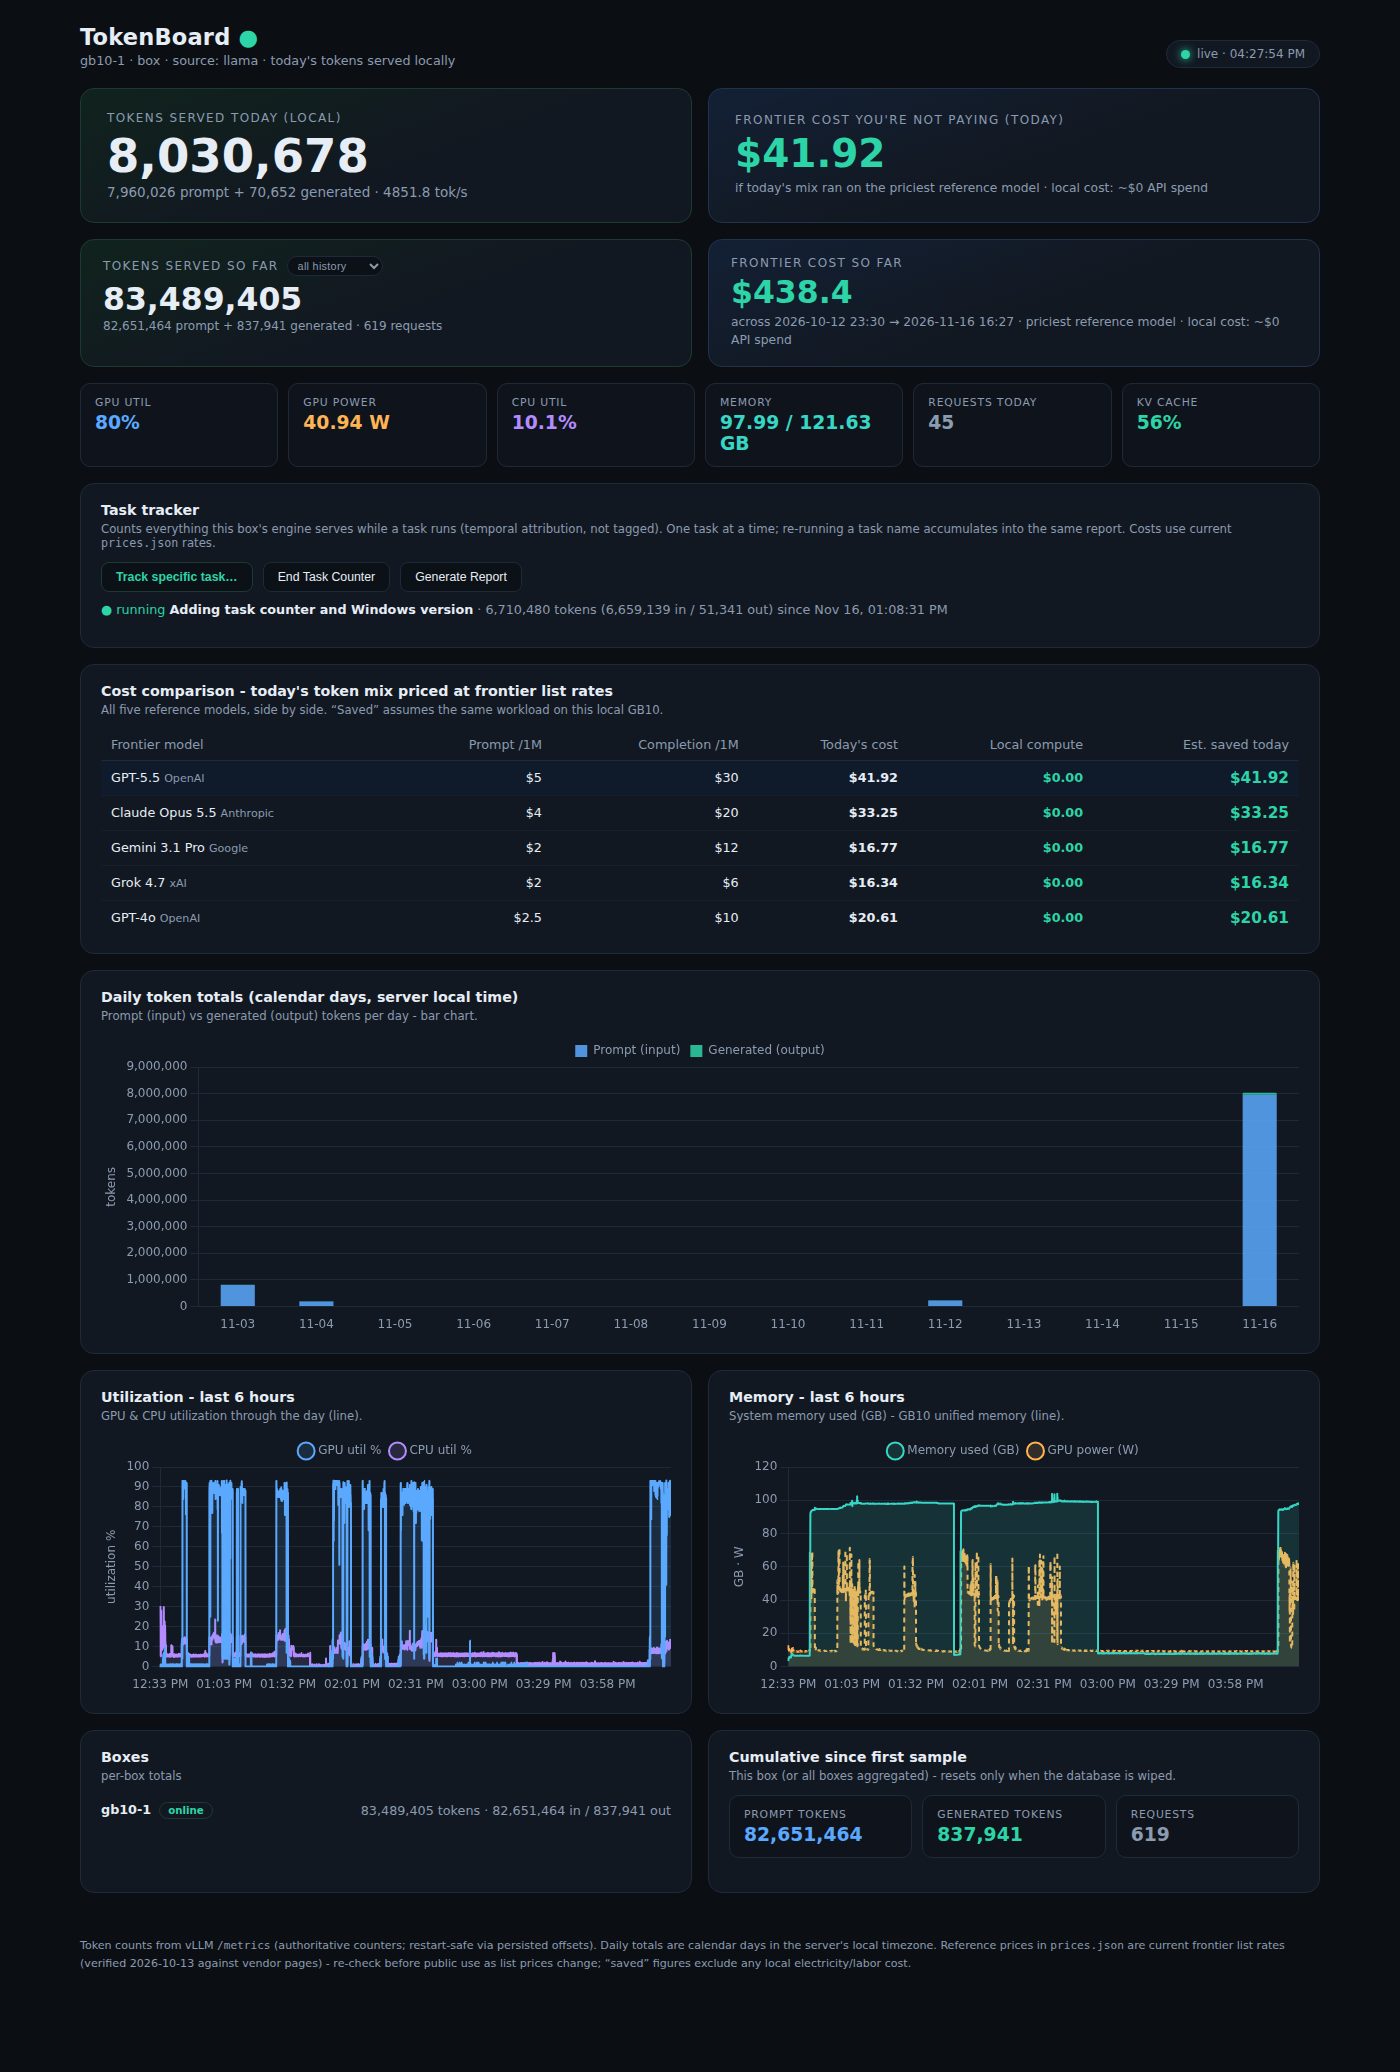 TokenBoard
gb10-1 · box · source: llama · today's tokens served locally
live · 04:27:54 PM
TOKENS SERVED TODAY (LOCAL)
8,030,678
7,960,026 prompt + 70,652 generated · 4851.8 tok/s
FRONTIER COST YOU'RE NOT PAYING (TODAY)
$41.92
if today's mix ran on the priciest reference model · local cost: ~$0 API spend
TOKENS SERVED SO FAR all history
83,489,405
82,651,464 prompt + 837,941 generated · 619 requests
FRONTIER COST SO FAR
$438.4
across 2026-10-12 23:30 → 2026-11-16 16:27 · priciest reference model · local cost: ~$0
API spend
GPU UTIL
80%
GPU POWER
40.94 W
CPU UTIL
10.1%
MEMORY
97.99 / 121.63
GB
REQUESTS TODAY
45
KV CACHE
56%
Task tracker
Counts everything this box's engine serves while a task runs (temporal attribution, not tagged). One task at a time; re-running a task name accumulates into the same report. Costs use current
prices.json rates.
Track specific task… End Task Counter Generate Report
running Adding task counter and Windows version · 6,710,480 tokens (6,659,139 in / 51,341 out) since Nov 16, 01:08:31 PM
Cost comparison - today's token mix priced at frontier list rates
All five reference models, side by side. “Saved” assumes the same workload on this local GB10.
Frontier model Prompt /1M Completion /1M Today's cost Local compute Est. saved today
GPT-5.5 OpenAI $5 $30 $41.92 $0.00 $41.92
Claude Opus 5.5 Anthropic $4 $20 $33.25 $0.00 $33.25
Gemini 3.1 Pro Google $2 $12 $16.77 $0.00 $16.77
Grok 4.7 xAI $2 $6 $16.34 $0.00 $16.34
GPT-4o OpenAI $2.5 $10 $20.61 $0.00 $20.61
Daily token totals (calendar days, server local time)
Prompt (input) vs generated (output) tokens per day - bar chart.
Prompt (input) Generated (output)
tokens
9,000,000
8,000,000
7,000,000
6,000,000
5,000,000
4,000,000
3,000,000
2,000,000
1,000,000
0
11-03 11-04 11-05 11-06 11-07 11-08 11-09 11-10 11-11 11-12 11-13 11-14 11-15 11-16
Utilization - last 6 hours
GPU & CPU utilization through the day (line).
GPU util % CPU util %
utilization %
100
90
80
70
60
50
40
30
20
10
0
12:33 PM 01:03 PM 01:32 PM 02:01 PM 02:31 PM 03:00 PM 03:29 PM 03:58 PM
Memory - last 6 hours
System memory used (GB) - GB10 unified memory (line).
Memory used (GB) GPU power (W)
GB · W
120
100
80
60
40
20
0
12:33 PM 01:03 PM 01:32 PM 02:01 PM 02:31 PM 03:00 PM 03:29 PM 03:58 PM
Boxes
per-box totals
gb10-1 online 83,489,405 tokens · 82,651,464 in / 837,941 out
Cumulative since first sample
This box (or all boxes aggregated) - resets only when the database is wiped.
PROMPT TOKENS
82,651,464
GENERATED TOKENS
837,941
REQUESTS
619
Token counts from vLLM /metrics (authoritative counters; restart-safe via persisted offsets). Daily totals are calendar days in the server's local timezone. Reference prices in prices.json are current frontier list rates
(verified 2026-10-13 against vendor pages) - re-check before public use as list prices change; “saved” figures exclude any local electricity/labor cost.